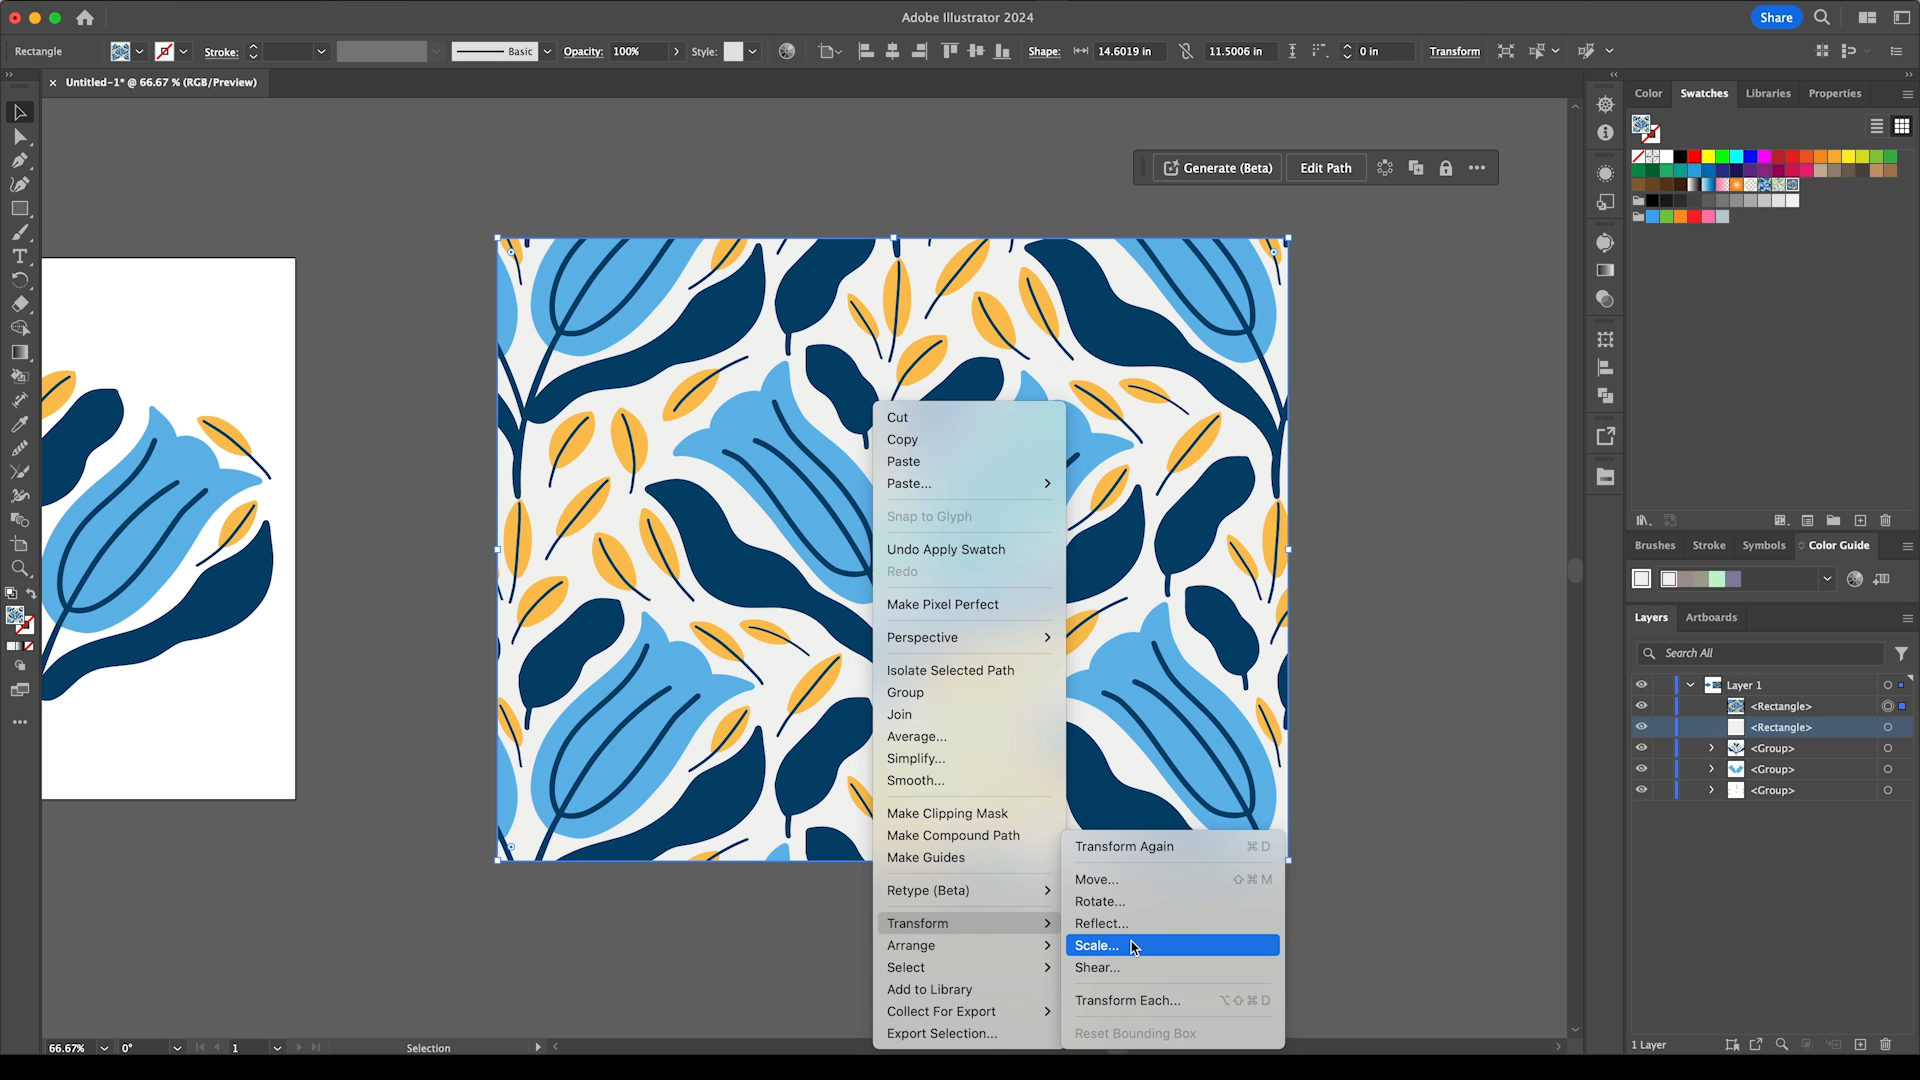 Adobe Illustrator 2024
Share
Rectangle
Stroke:
Basic
Opacity: 100%
Style:
Shape:
14.6019 in
11.5006 in
0 in
Transform
Untitled-1* @ 66.67 % (RGB/Preview)
Color
Swatches
Libraries
Properties
Generate (Beta)
Edit Path
Cut
Copy
Paste
Paste...
Snap to Glyph
Undo Apply Swatch
Redo
Make Pixel Perfect
Perspective
Isolate Selected Path
Group
Join
Average...
Simplify...
Smooth...
Make Clipping Mask
Make Compound Path
Make Guides
Retype (Beta)
Transform
Arrange
Select
Add to Library
Collect For Export
Export Selection...
Transform Again ⌘ D
Move... ⇧ ⌘ M
Rotate...
Reflect...
Scale...
Shear...
Transform Each... ⌥ ⇧ ⌘ D
Reset Bounding Box
Brushes
Stroke
Symbols
Color Guide
Layers
Artboards
Search All
Layer 1
<Rectangle>
<Rectangle>
<Group>
<Group>
<Group>
1 Layer
66.67%
0°
1
Selection